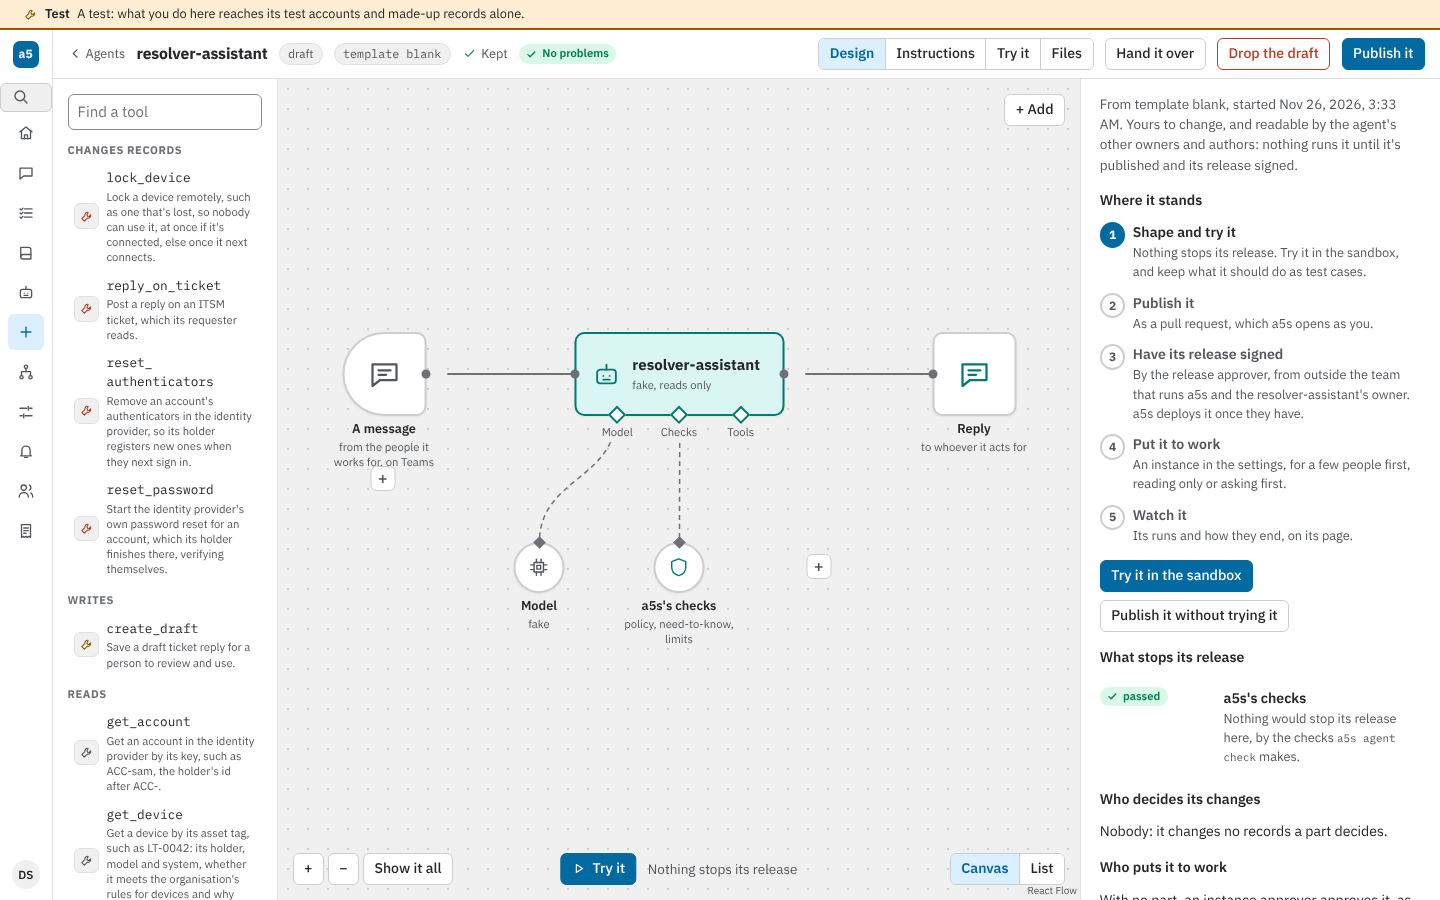 Test A test: what you do here reaches its test accounts and made-up records alone.
a5
Agents
resolver-assistant
draft
template blank
Kept
No problems
Design
Instructions
Try it
Files
Hand it over
Drop the draft
Publish it
Find a tool
CHANGES RECORDS
lock_device
Lock a device remotely, such
as one that's lost, so nobody
can use it, at once if it's
connected, else once it next
connects.
reply_on_ticket
Post a reply on an ITSM
ticket, which its requester
reads.
reset_
authenticators
Remove an account's
authenticators in the identity
provider, so its holder
registers new ones when
they next sign in.
reset_password
Start the identity provider's
own password reset for an
account, which its holder
finishes there, verifying
themselves.
WRITES
create_draft
Save a draft ticket reply for a
person to review and use.
READS
get_account
Get an account in the identity
provider by its key, such as
ACC-sam, the holder's id
after ACC-.
get_device
Get a device by its asset tag,
such as LT-0042: its holder,
model and system, whether
it meets the organisation's
rules for devices and why
DS
+ Add
A message
from the people it
works for, on Teams
+
resolver-assistant
fake, reads only
Model
Checks
Tools
Reply
to whoever it acts for
Model
fake
a5s's checks
policy, need-to-know,
limits
+
+
−
Show it all
Try it
Nothing stops its release
Canvas
List
React Flow
From template blank, started Nov 26, 2026, 3:33
AM. Yours to change, and readable by the agent's
other owners and authors: nothing runs it until it's
published and its release signed.
Where it stands
1
Shape and try it
Nothing stops its release. Try it in the sandbox,
and keep what it should do as test cases.
2
Publish it
As a pull request, which a5s opens as you.
3
Have its release signed
By the release approver, from outside the team
that runs a5s and the resolver-assistant's owner.
a5s deploys it once they have.
4
Put it to work
An instance in the settings, for a few people first,
reading only or asking first.
5
Watch it
Its runs and how they end, on its page.
Try it in the sandbox
Publish it without trying it
What stops its release
passed
a5s's checks
Nothing would stop its release
here, by the checks a5s agent
check makes.
Who decides its changes
Nobody: it changes no records a part decides.
Who puts it to work
With no part, an instance approver approves it, as